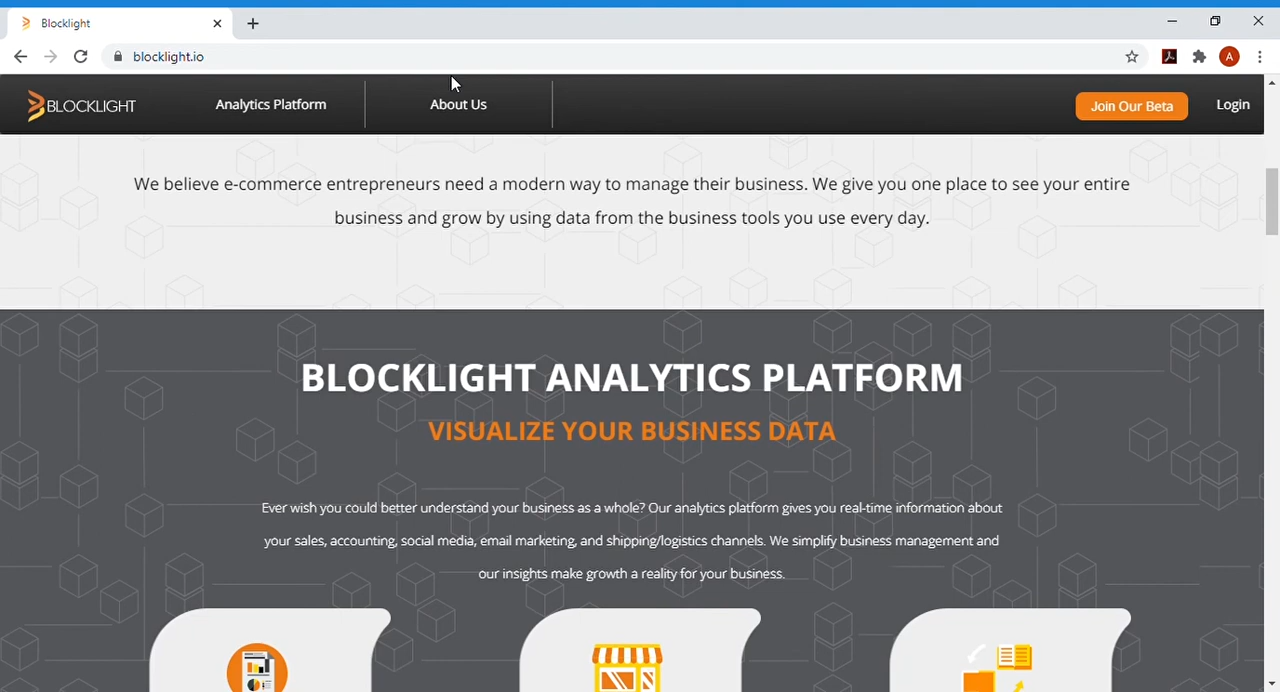 Blocklight
blocklight.io
A
BLOCKLIGHT
Analytics Platform
About Us
Join Our Beta
Login
We believe e-commerce entrepreneurs need a modern way to manage their business. We give you one place to see your entire
business and grow by using data from the business tools you use every day.
BLOCKLIGHT ANALYTICS PLATFORM
VISUALIZE YOUR BUSINESS DATA
Ever wish you could better understand your business as a whole? Our analytics platform gives you real-time information about
your sales, accounting, social media, email marketing, and shipping/logistics channels. We simplify business management and
our insights make growth a reality for your business.